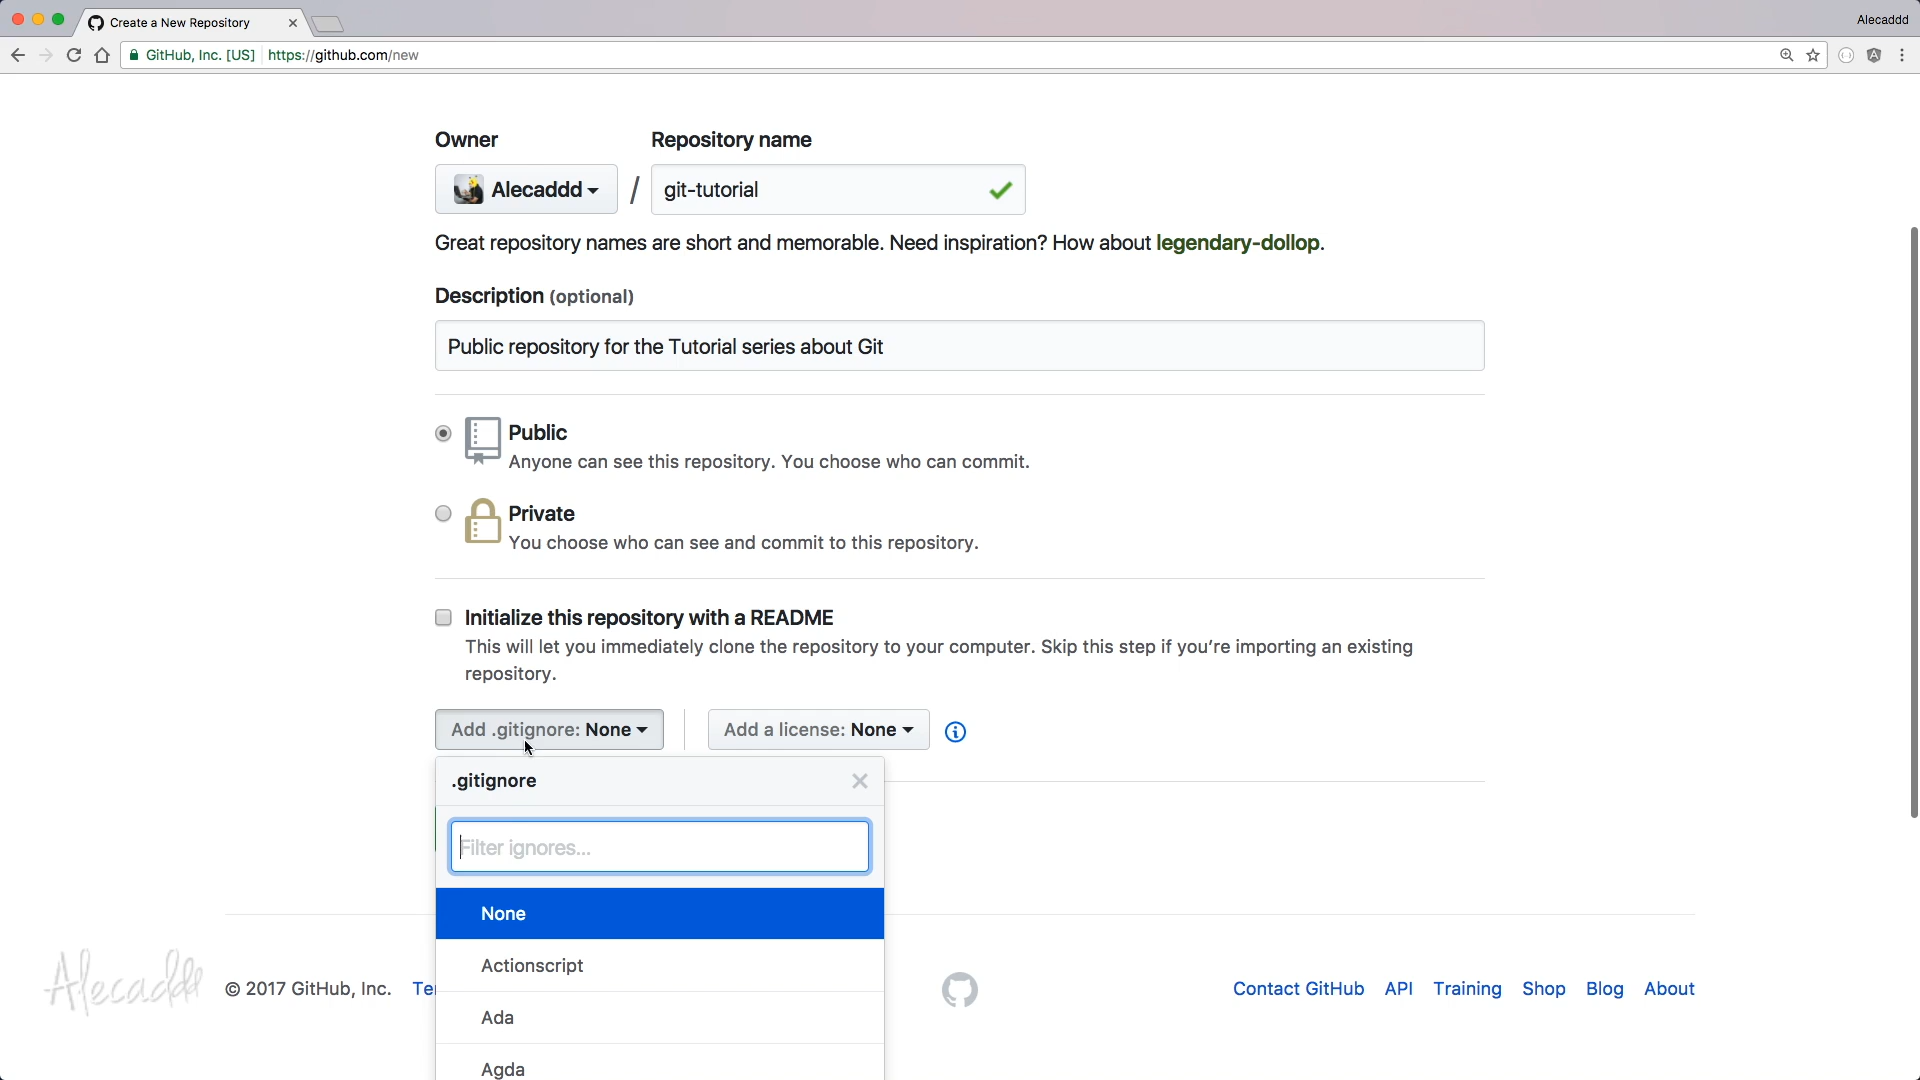 Create a New Repository
Alecaddd
GitHub, Inc. [US] https://github.com/new
Owner Repository name
Alecaddd / git-tutorial
Great repository names are short and memorable. Need inspiration? How about legendary-dollop.
Description (optional)
Public repository for the Tutorial series about Git
Public
Anyone can see this repository. You choose who can commit.
Private
You choose who can see and commit to this repository.
Initialize this repository with a README
This will let you immediately clone the repository to your computer. Skip this step if you’re importing an existing
repository.
Add .gitignore: None Add a license: None
.gitignore
Filter ignores...
None
Actionscript
Alecaddd © 2017 GitHub, Inc. Contact GitHub API Training Shop Blog About
Ada
Agda